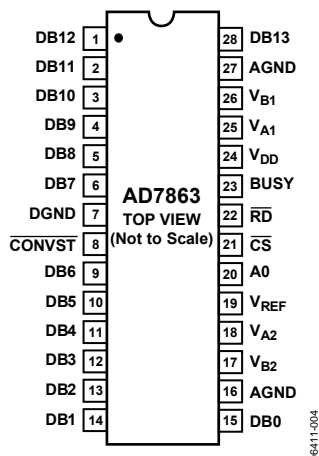 DB12 1 28 DB13
DB11 2 27 AGND
DB10 3 26 VB1
DB9 4 25 VA1
DB8 5 24 VDD
DB7 6 23 BUSY
AD7863
DGND 7 TOP VIEW 22 RD
CONVST 8 (Not to Scale) 21 CS
DB6 9 20 A0
DB5 10 19 VREF
DB4 11 18 VA2
DB3 12 17 VB2
DB2 13 16 AGND
DB1 14 15 DB0